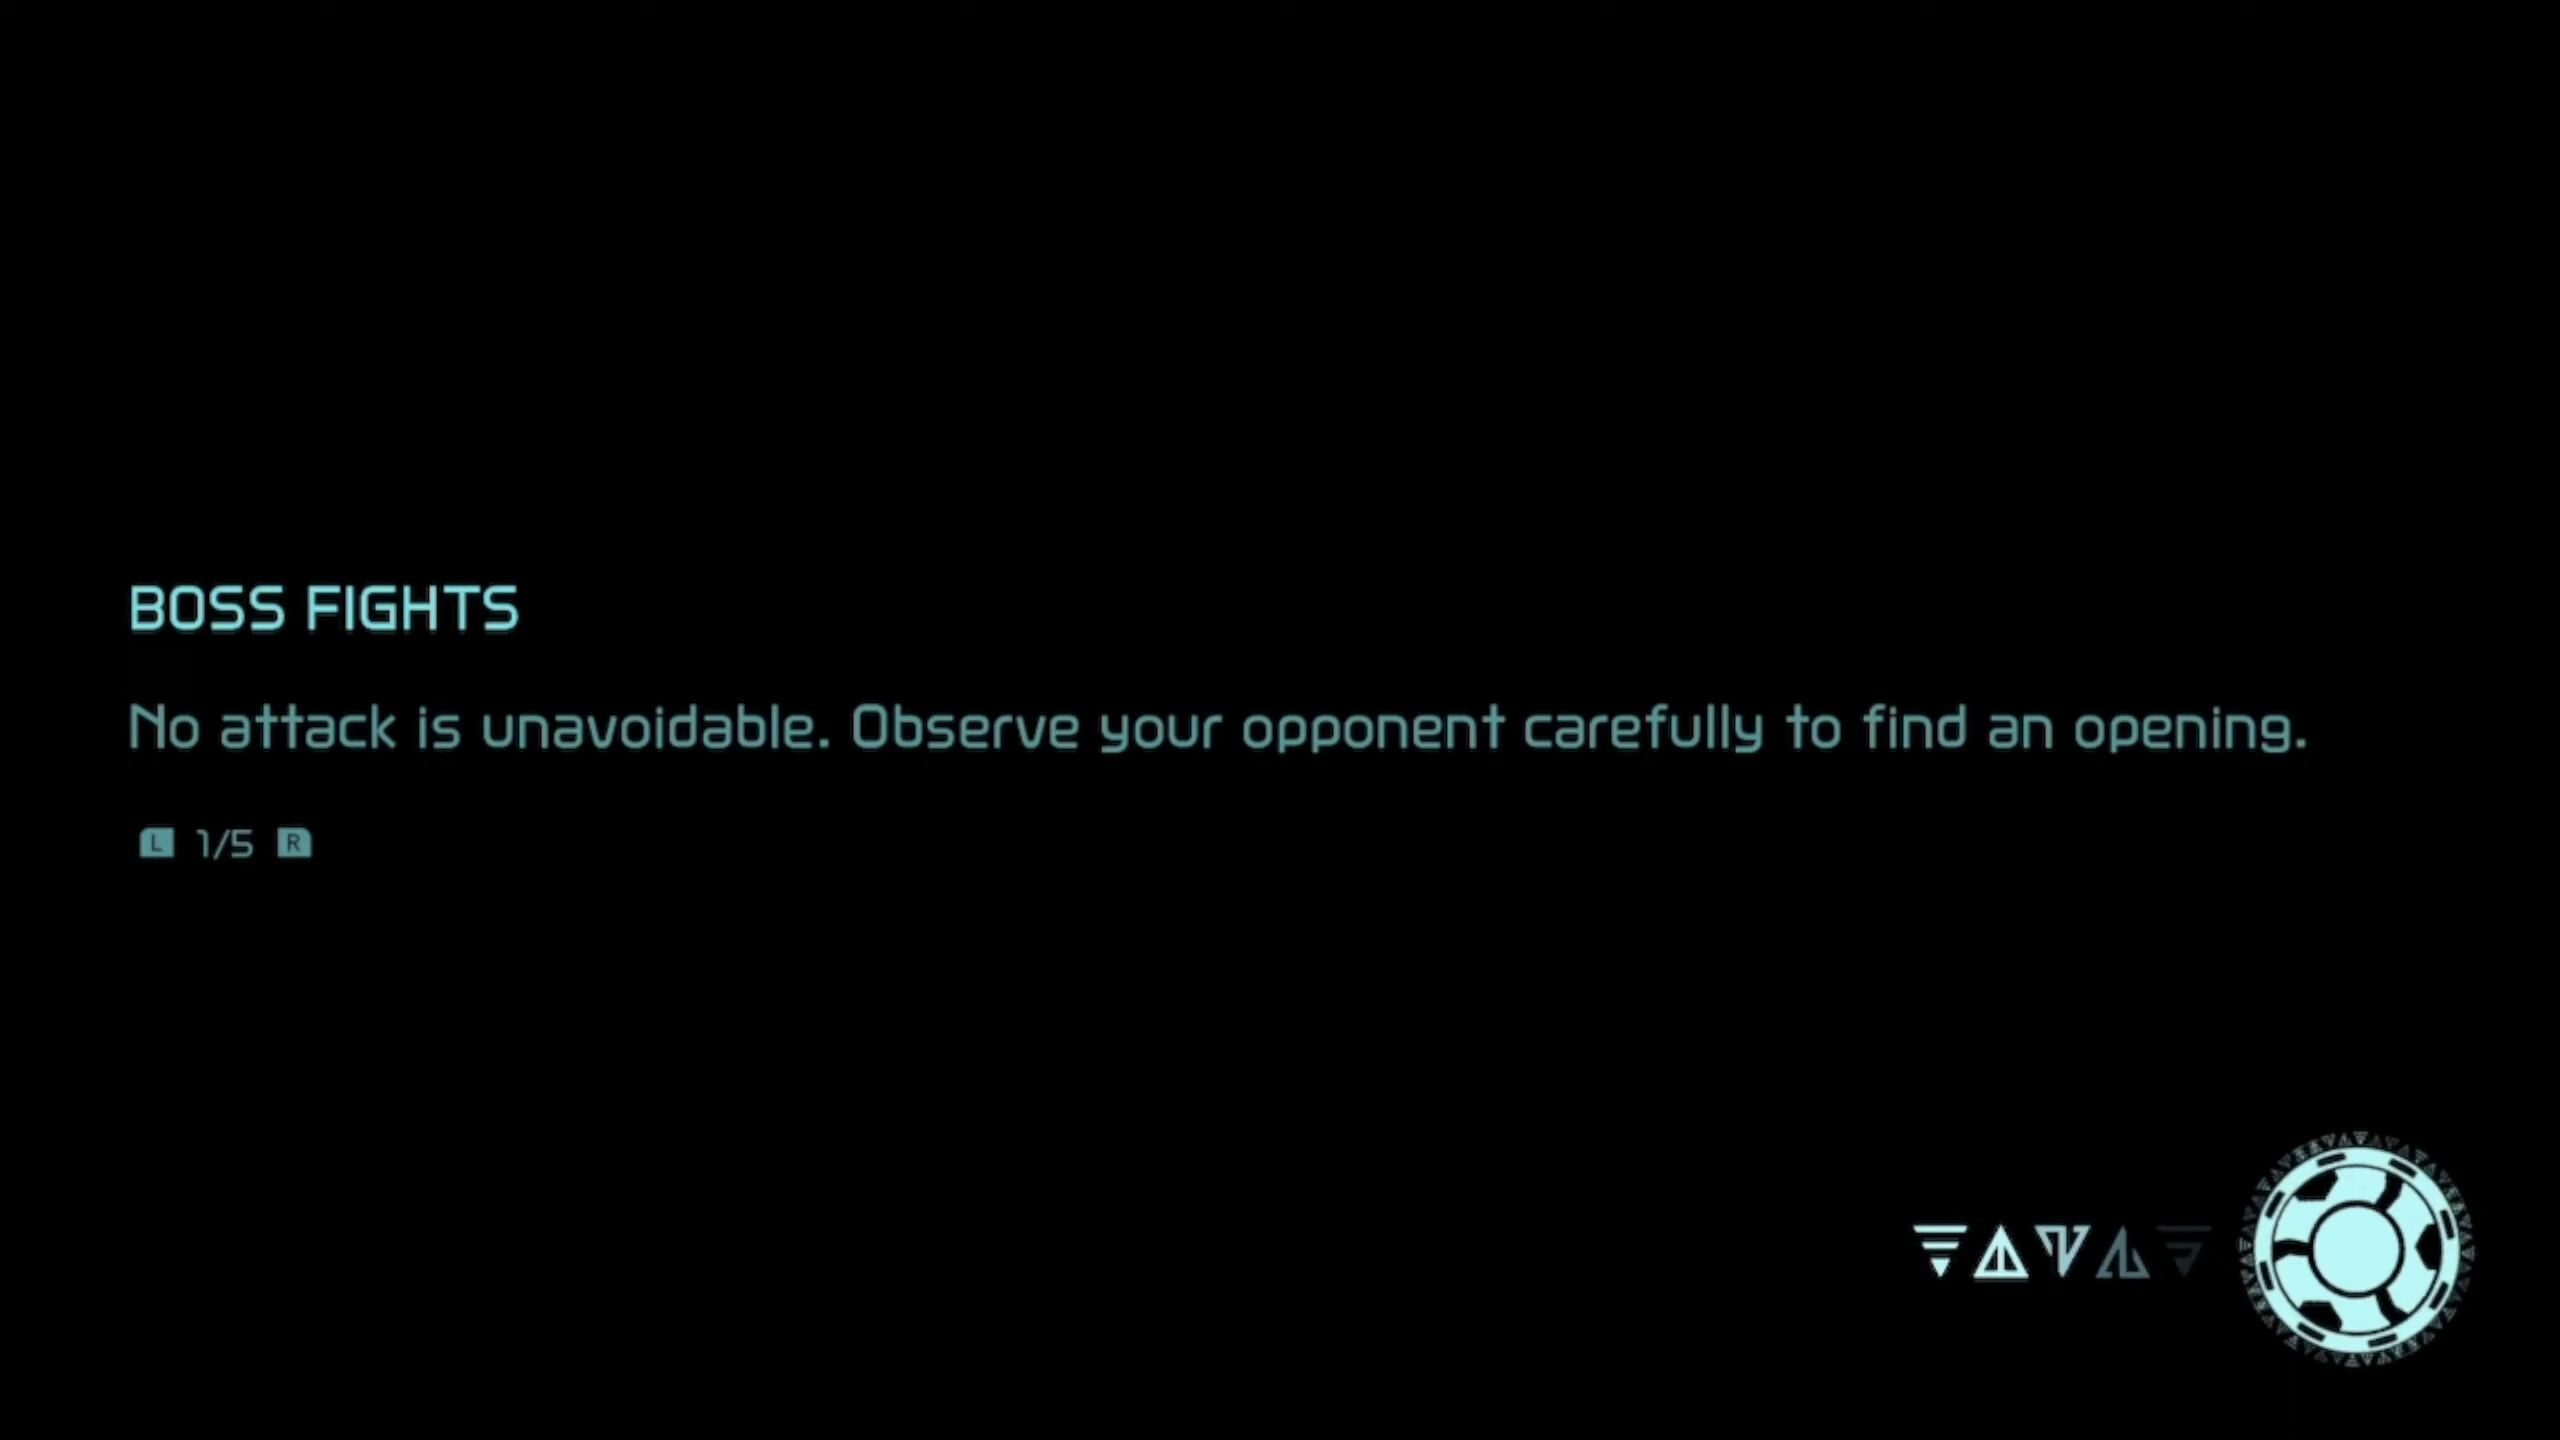 BOSS FIGHTS
No attack is unavoidable. Observe your opponent carefully to find an opening.
L 1/5 R